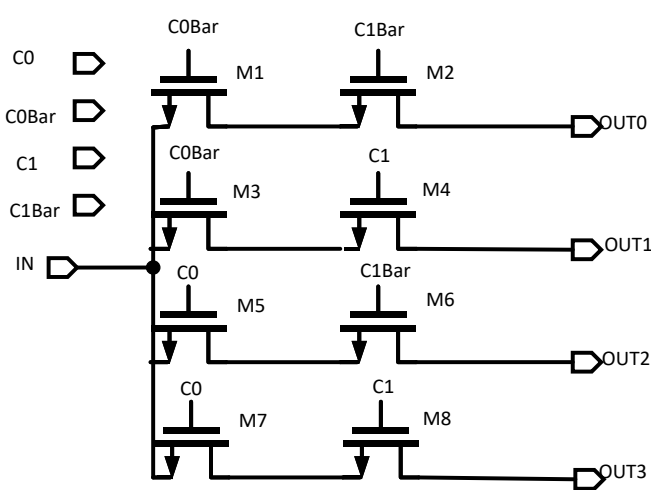 C0Bar
C1Bar
C0
M1
M2
C0Bar
OUT0
C0Bar
C1
C1
M3
M4
C1Bar
OUT1
IN
C0
C1Bar
M5
M6
OUT2
C0
C1
M7
M8
OUT3